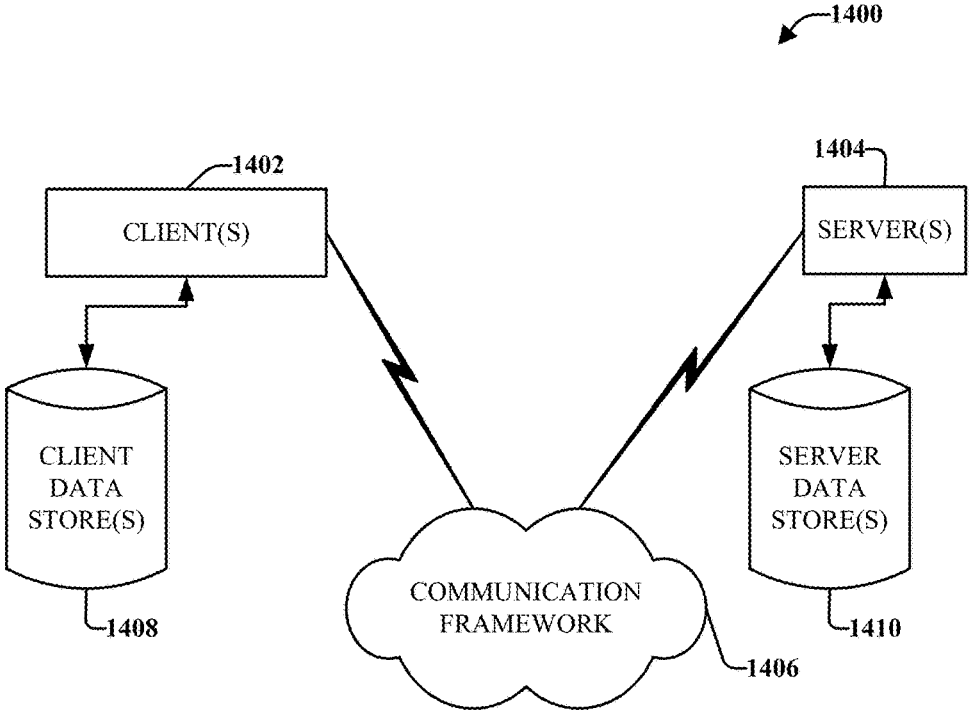 1400
1402
1404
CLIENT(S)
SERVER(S)
CLIENT
DATA
STORE(S)
SERVER
DATA
STORE(S)
COMMUNICATION
FRAMEWORK
1408
1410
1406